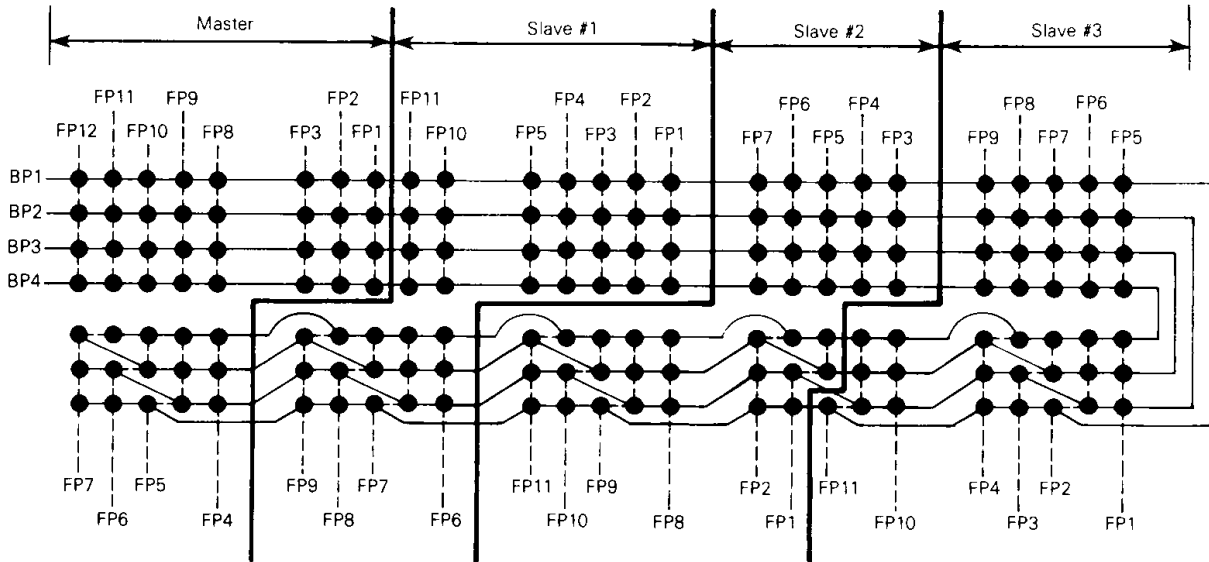 Master Slave #1 Slave #2 Slave #3
FP11 FP9 FP2 FP11 FP4 FP2 FP6 FP4 FP8 FP6
FP12 FP10 FP8 FP3 FP1 FP10 FP5 FP3 FP1 FP7 FP5 FP3 FP9 FP7 FP5
BP1
BP2
BP3
BP4
FP7 FP5 FP9 FP7 FP11 FP9 FP2 FP11 FP4 FP2
FP6 FP4 FP8 FP6 FP10 FP8 FP1 FP10 FP3 FP1